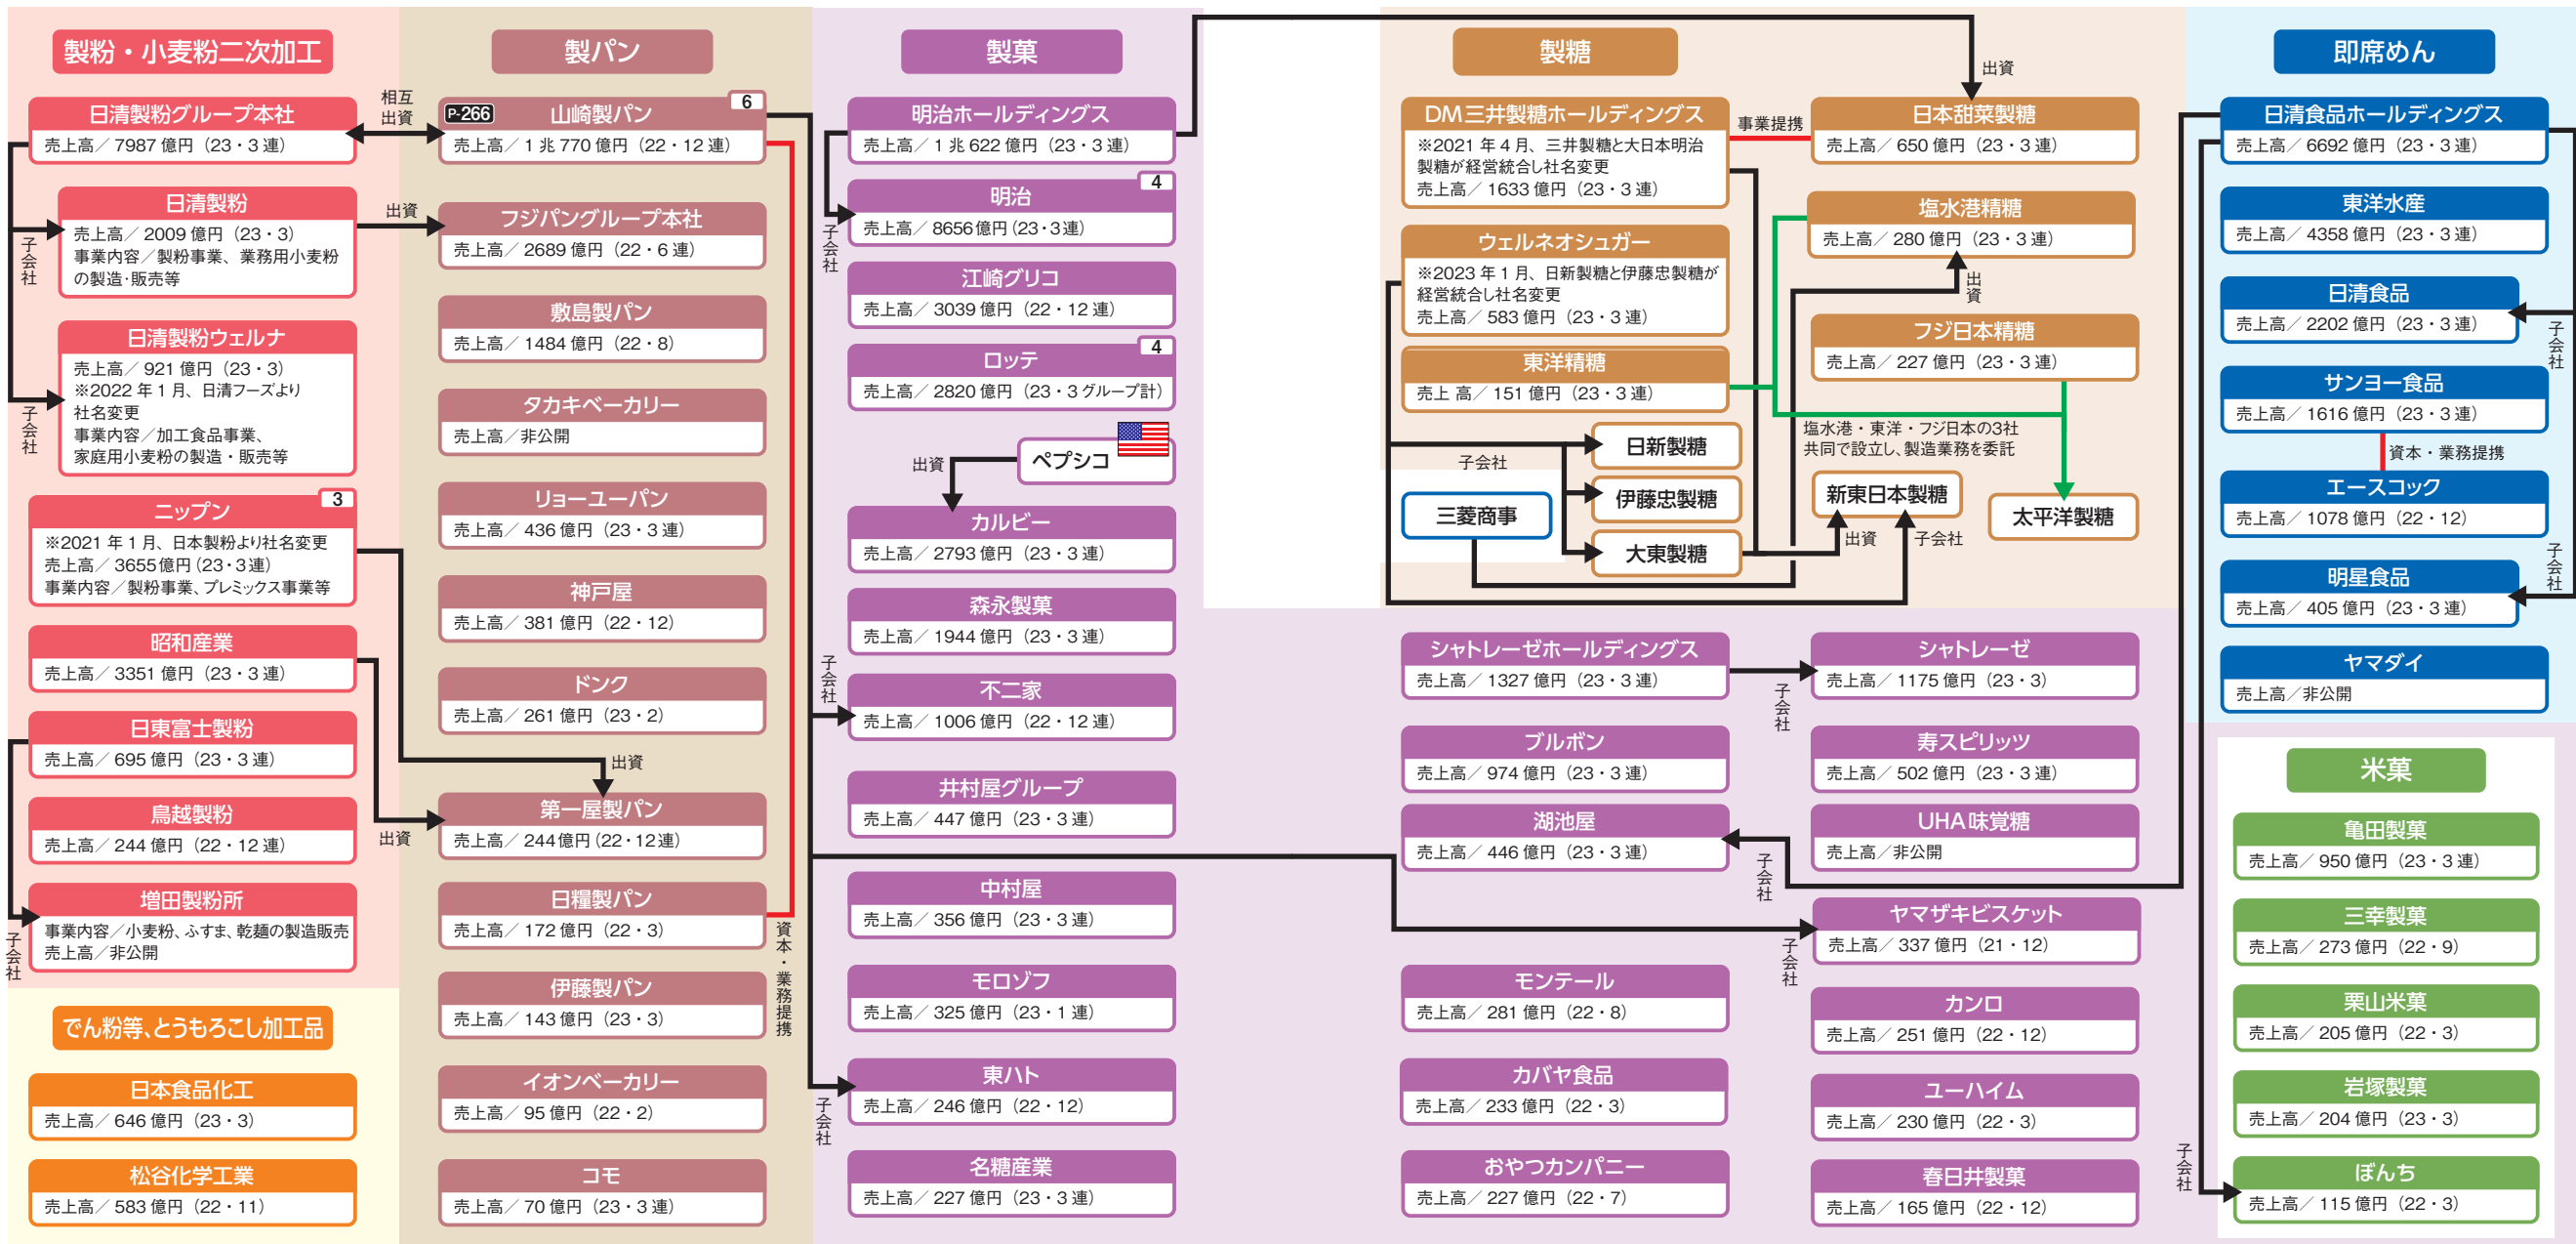 製粉・小麦粉二次加工
日清製粉グループ本社
売上高／7987億円（23・3連）
子会社
日清製粉
売上高／2009億円（23・3）
事業内容／製粉事業、業務用小麦粉
の製造・販売等
日清製粉ウェルナ
売上高／921億円（23・3）
※2022年1月、日清フーズより
社名変更
事業内容／加工食品事業、
家庭用小麦粉の製造・販売等
子会社
3
ニップン
※2021年1月、日本製粉より社名変更
売上高／3655億円（23・3連）
事業内容／製粉事業、プレミックス事業等
昭和産業
売上高／3351億円（23・3連）
日東富士製粉
売上高／695億円（23・3連）
鳥越製粉
売上高／244億円（22・12連）
増田製粉所
事業内容／小麦粉、ふすま、乾麺の製造販売
売上高／非公開
子会社
でん粉等、とうもろこし加工品
日本食品化工
売上高／646億円（23・3）
松谷化学工業
売上高／583億円（22・11）
相互
出資
出資
製パン
P-266
山崎製パン
6
売上高／1兆770億円（22・12連）
フジパングループ本社
売上高／2689億円（22・6連）
敷島製パン
売上高／1484億円（22・8）
タカキベーカリー
売上高／非公開
リョーユーパン
売上高／436億円（23・3連）
神戸屋
売上高／381億円（22・12）
ドンク
売上高／261億円（23・2）
出資
第一屋製パン
売上高／244億円（22・12連）
出資
日糧製パン
売上高／172億円（22・3）
資本・業務提携
伊藤製パン
売上高／143億円（23・3）
イオンベーカリー
売上高／95億円（22・2）
コモ
売上高／70億円（23・3連）
製菓
明治ホールディングス
売上高／1兆622億円（23・3連）
子会社
4
明治
売上高／8656億円（23・3連）
江崎グリコ
売上高／3039億円（22・12連）
4
ロッテ
売上高／2820億円（23・3グループ計）
ペプシコ
出資
カルビー
売上高／2793億円（23・3連）
森永製菓
売上高／1944億円（23・3連）
子会社
不二家
売上高／1006億円（22・12連）
井村屋グループ
売上高／447億円（23・3連）
中村屋
売上高／356億円（23・3連）
モロゾフ
売上高／325億円（23・1連）
東ハト
売上高／246億円（22・12）
子会社
名糖産業
売上高／227億円（23・3連）
製糖
出資
DM三井製糖ホールディングス
※2021年4月、三井製糖と大日本明治
製糖が経営統合し社名変更
売上高／1633億円（23・3連）
事業提携
日本甜菜製糖
売上高／650億円（23・3連）
塩水港精糖
売上高／280億円（23・3連）
出資
ウェルネオシュガー
※2023年1月、日新製糖と伊藤忠製糖が
経営統合し社名変更
売上高／583億円（23・3連）
フジ日本精糖
売上高／227億円（23・3連）
東洋精糖
売上 高／151億円（23・3連）
塩水港・東洋・フジ日本の3社
共同で設立し、製造業務を委託
子会社
日新製糖
伊藤忠製糖
大東製糖
三菱商事
新東日本製糖
出資
子会社
太平洋製糖
シャトレーゼホールディングス
売上高／1327億円（23・3連）
子会社
シャトレーゼ
売上高／1175億円（23・3）
ブルボン
売上高／974億円（23・3連）
寿スピリッツ
売上高／502億円（23・3連）
湖池屋
売上高／446億円（23・3連）
子会社
UHA味覚糖
売上高／非公開
ヤマザキビスケット
売上高／337億円（21・12）
子会社
モンテール
売上高／281億円（22・8）
カンロ
売上高／251億円（22・12）
カバヤ食品
売上高／233億円（22・3）
ユーハイム
売上高／230億円（22・3）
おやつカンパニー
売上高／227億円（22・7）
春日井製菓
売上高／165億円（22・12）
即席めん
日清食品ホールディングス
売上高／6692億円（23・3連）
東洋水産
売上高／4358億円（23・3連）
日清食品
売上高／2202億円（23・3連）
子会社
サンヨー食品
売上高／1616億円（23・3連）
資本・業務提携
エースコック
売上高／1078億円（22・12）
子会社
明星食品
売上高／405億円（23・3連）
ヤマダイ
売上高／非公開
米菓
亀田製菓
売上高／950億円（23・3連）
三幸製菓
売上高／273億円（22・9）
栗山米菓
売上高／205億円（22・3）
岩塚製菓
売上高／204億円（23・3）
子会社
ぼんち
売上高／115億円（22・3）